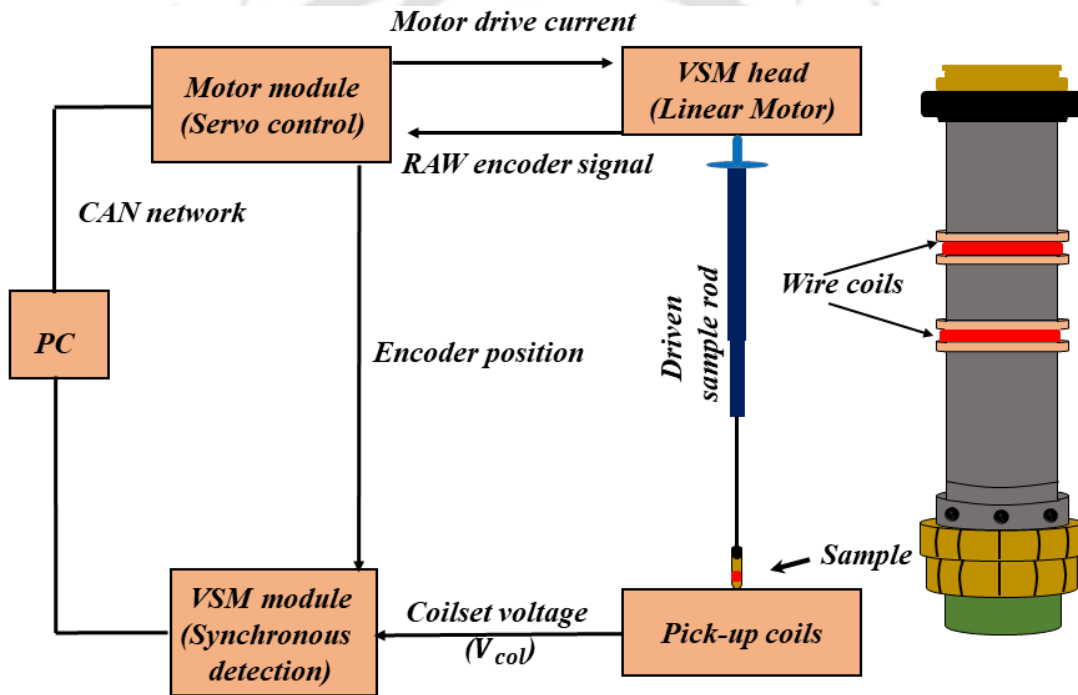 Motor drive current
Motor module
(Servo control)
VSM head
(Linear Motor)
RAW encoder signal
CAN network
Wire coils
PC
Encoder position
Driven
sample rod
Sample
VSM module
(Synchronous
detection)
Coilset voltage
(V_col)
Pick-up coils